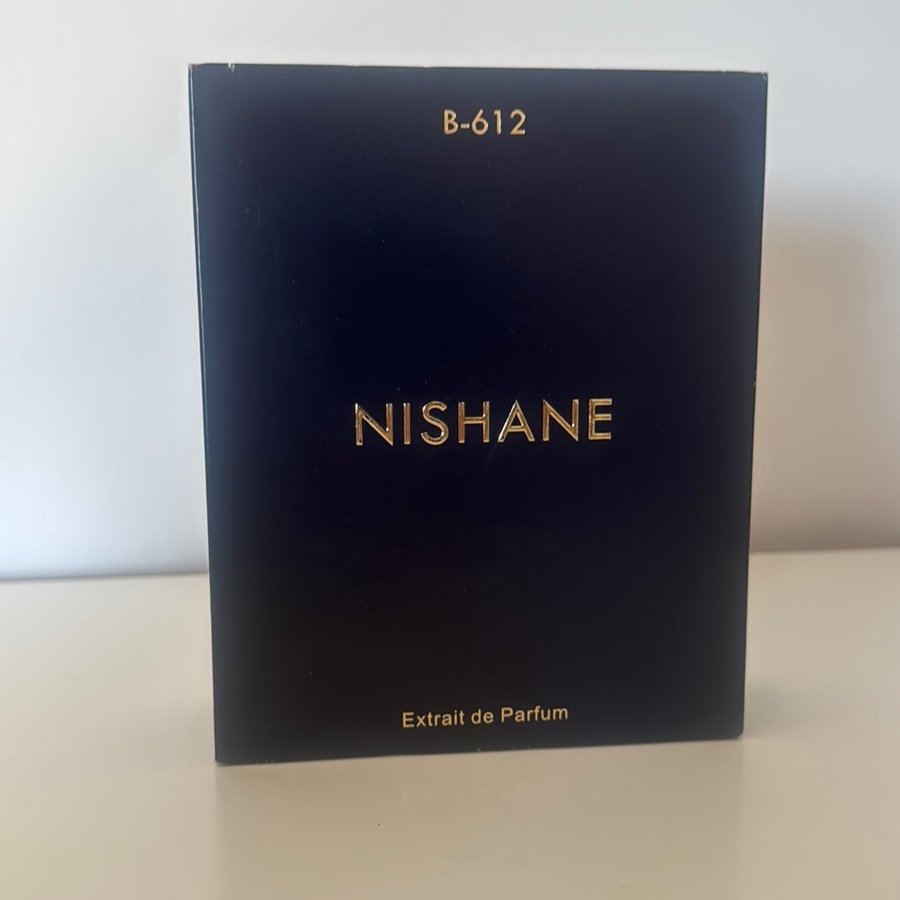 B-612
NISHANE
Extrait de Parfum